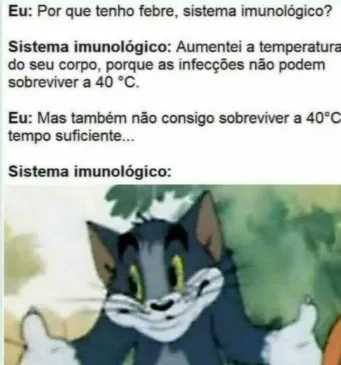 Eu: Por que tenho febre, sistema imunológico?
Sistema imunológico: Aumentei a temperatura
do seu corpo, porque as infecções não podem
sobreviver a 40 °C.
Eu: Mas também não consigo sobreviver a 40°C
tempo suficiente...
Sistema imunológico: